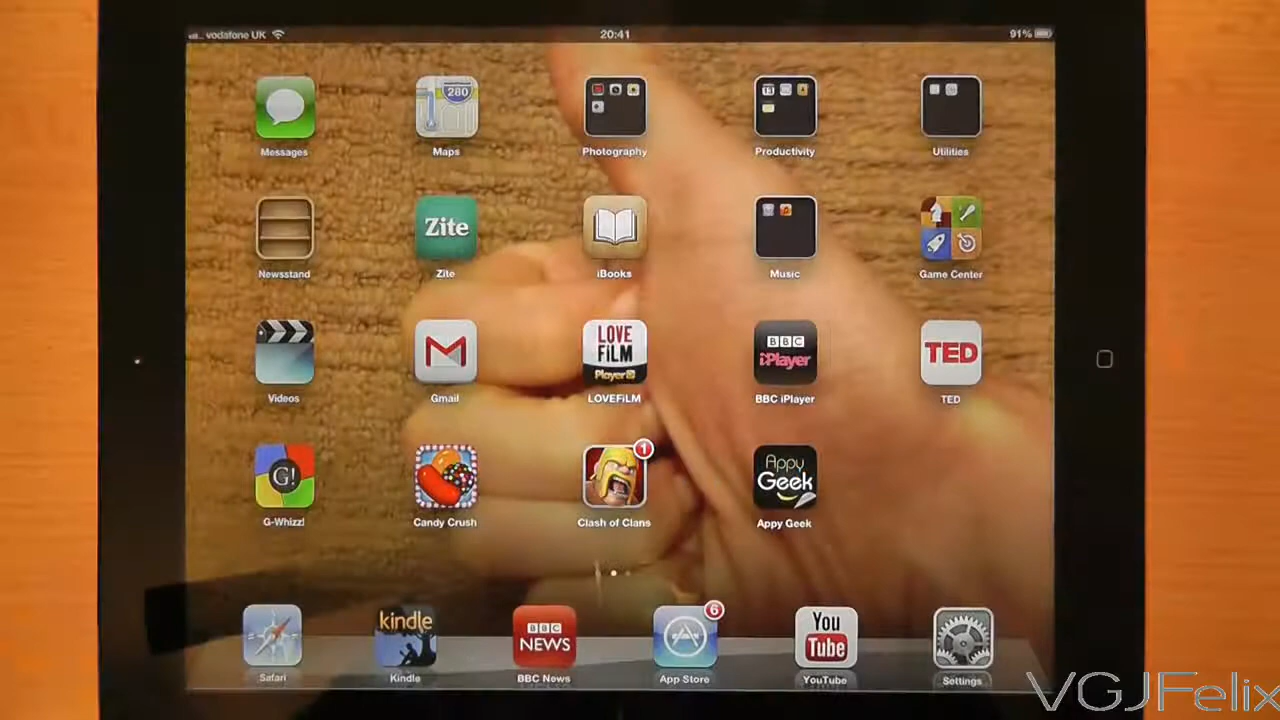 vodafone UK
20:41
91%
280
Messages
Maps
Photography
Productivity
Utilities
Zite
Newsstand
Zite
iBooks
Music
Game Center
LOVE
FiLM
Player
BBC
iPlayer
TED
Videos
Gmail
LOVEFiLM
BBC iPlayer
TED
G!
1
Appy
Geek
G-Whizz!
Candy Crush
Clash of Clans
Appy Geek
kindle
BBC
NEWS
6
You
Tube
Safari
Kindle
BBC News
App Store
YouTube
Settings
VGJFelix